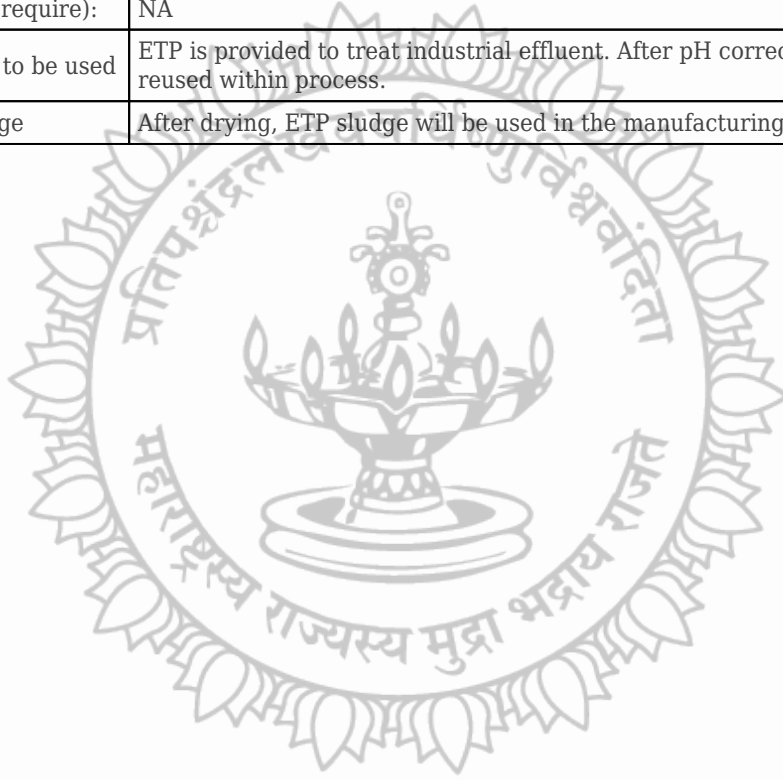 require):
NA
to be used
ETP is provided to treat industrial effluent. After pH correc
reused within process.
ge
After drying, ETP sludge will be used in the manufacturing
प्रतिपच्चंद्रलेखेव वर्धिष्णुर्विश्ववंदिता
महाराष्ट्रस्य राज्यस्य मुद्रा भद्राय राजते